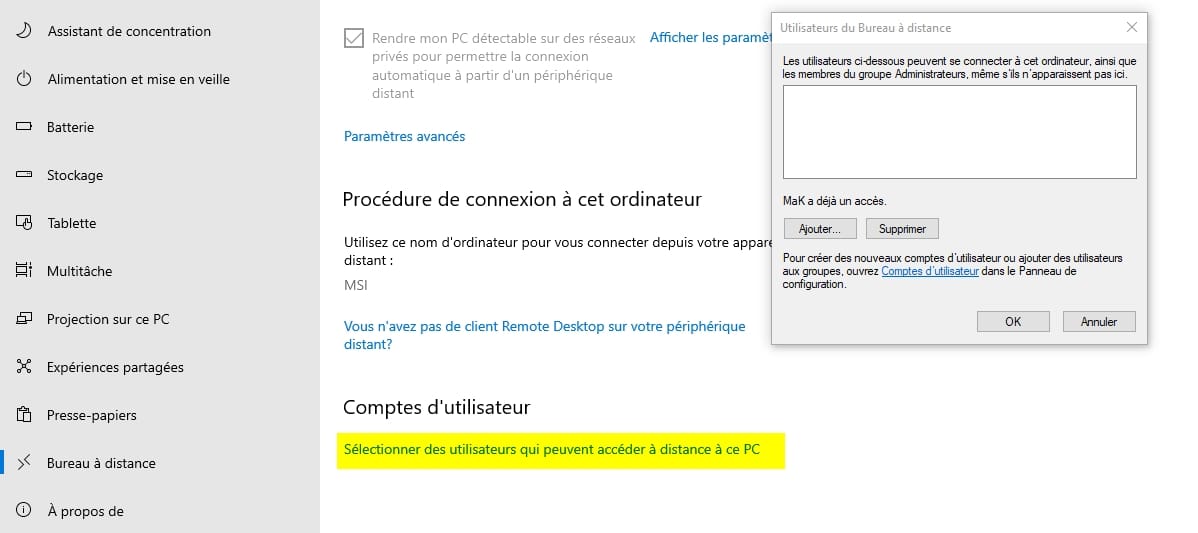 Assistant de concentration
Alimentation et mise en veille
Batterie
Stockage
Tablette
Multitâche
Projection sur ce PC
Expériences partagées
Presse-papiers
Bureau à distance
À propos de
Rendre mon PC détectable sur des réseaux
privés pour permettre la connexion
automatique à partir d'un périphérique
distant
Afficher les paramèt
Paramètres avancés
Procédure de connexion à cet ordinateur
Utilisez ce nom d'ordinateur pour vous connecter depuis votre appare
distant :
MSI
Vous n'avez pas de client Remote Desktop sur votre périphérique
distant?
Comptes d'utilisateur
Sélectionner des utilisateurs qui peuvent accéder à distance à ce PC
Utilisateurs du Bureau à distance
Les utilisateurs ci-dessous peuvent se connecter à cet ordinateur, ainsi que
les membres du groupe Administrateurs, même s'ils n'apparaissent pas ici.
MaK a déjà un accès.
Ajouter...
Supprimer
Pour créer des nouveaux comptes d'utilisateur ou ajouter des utilisateurs
aux groupes, ouvrez Comptes d'utilisateur dans le Panneau de
configuration.
OK
Annuler